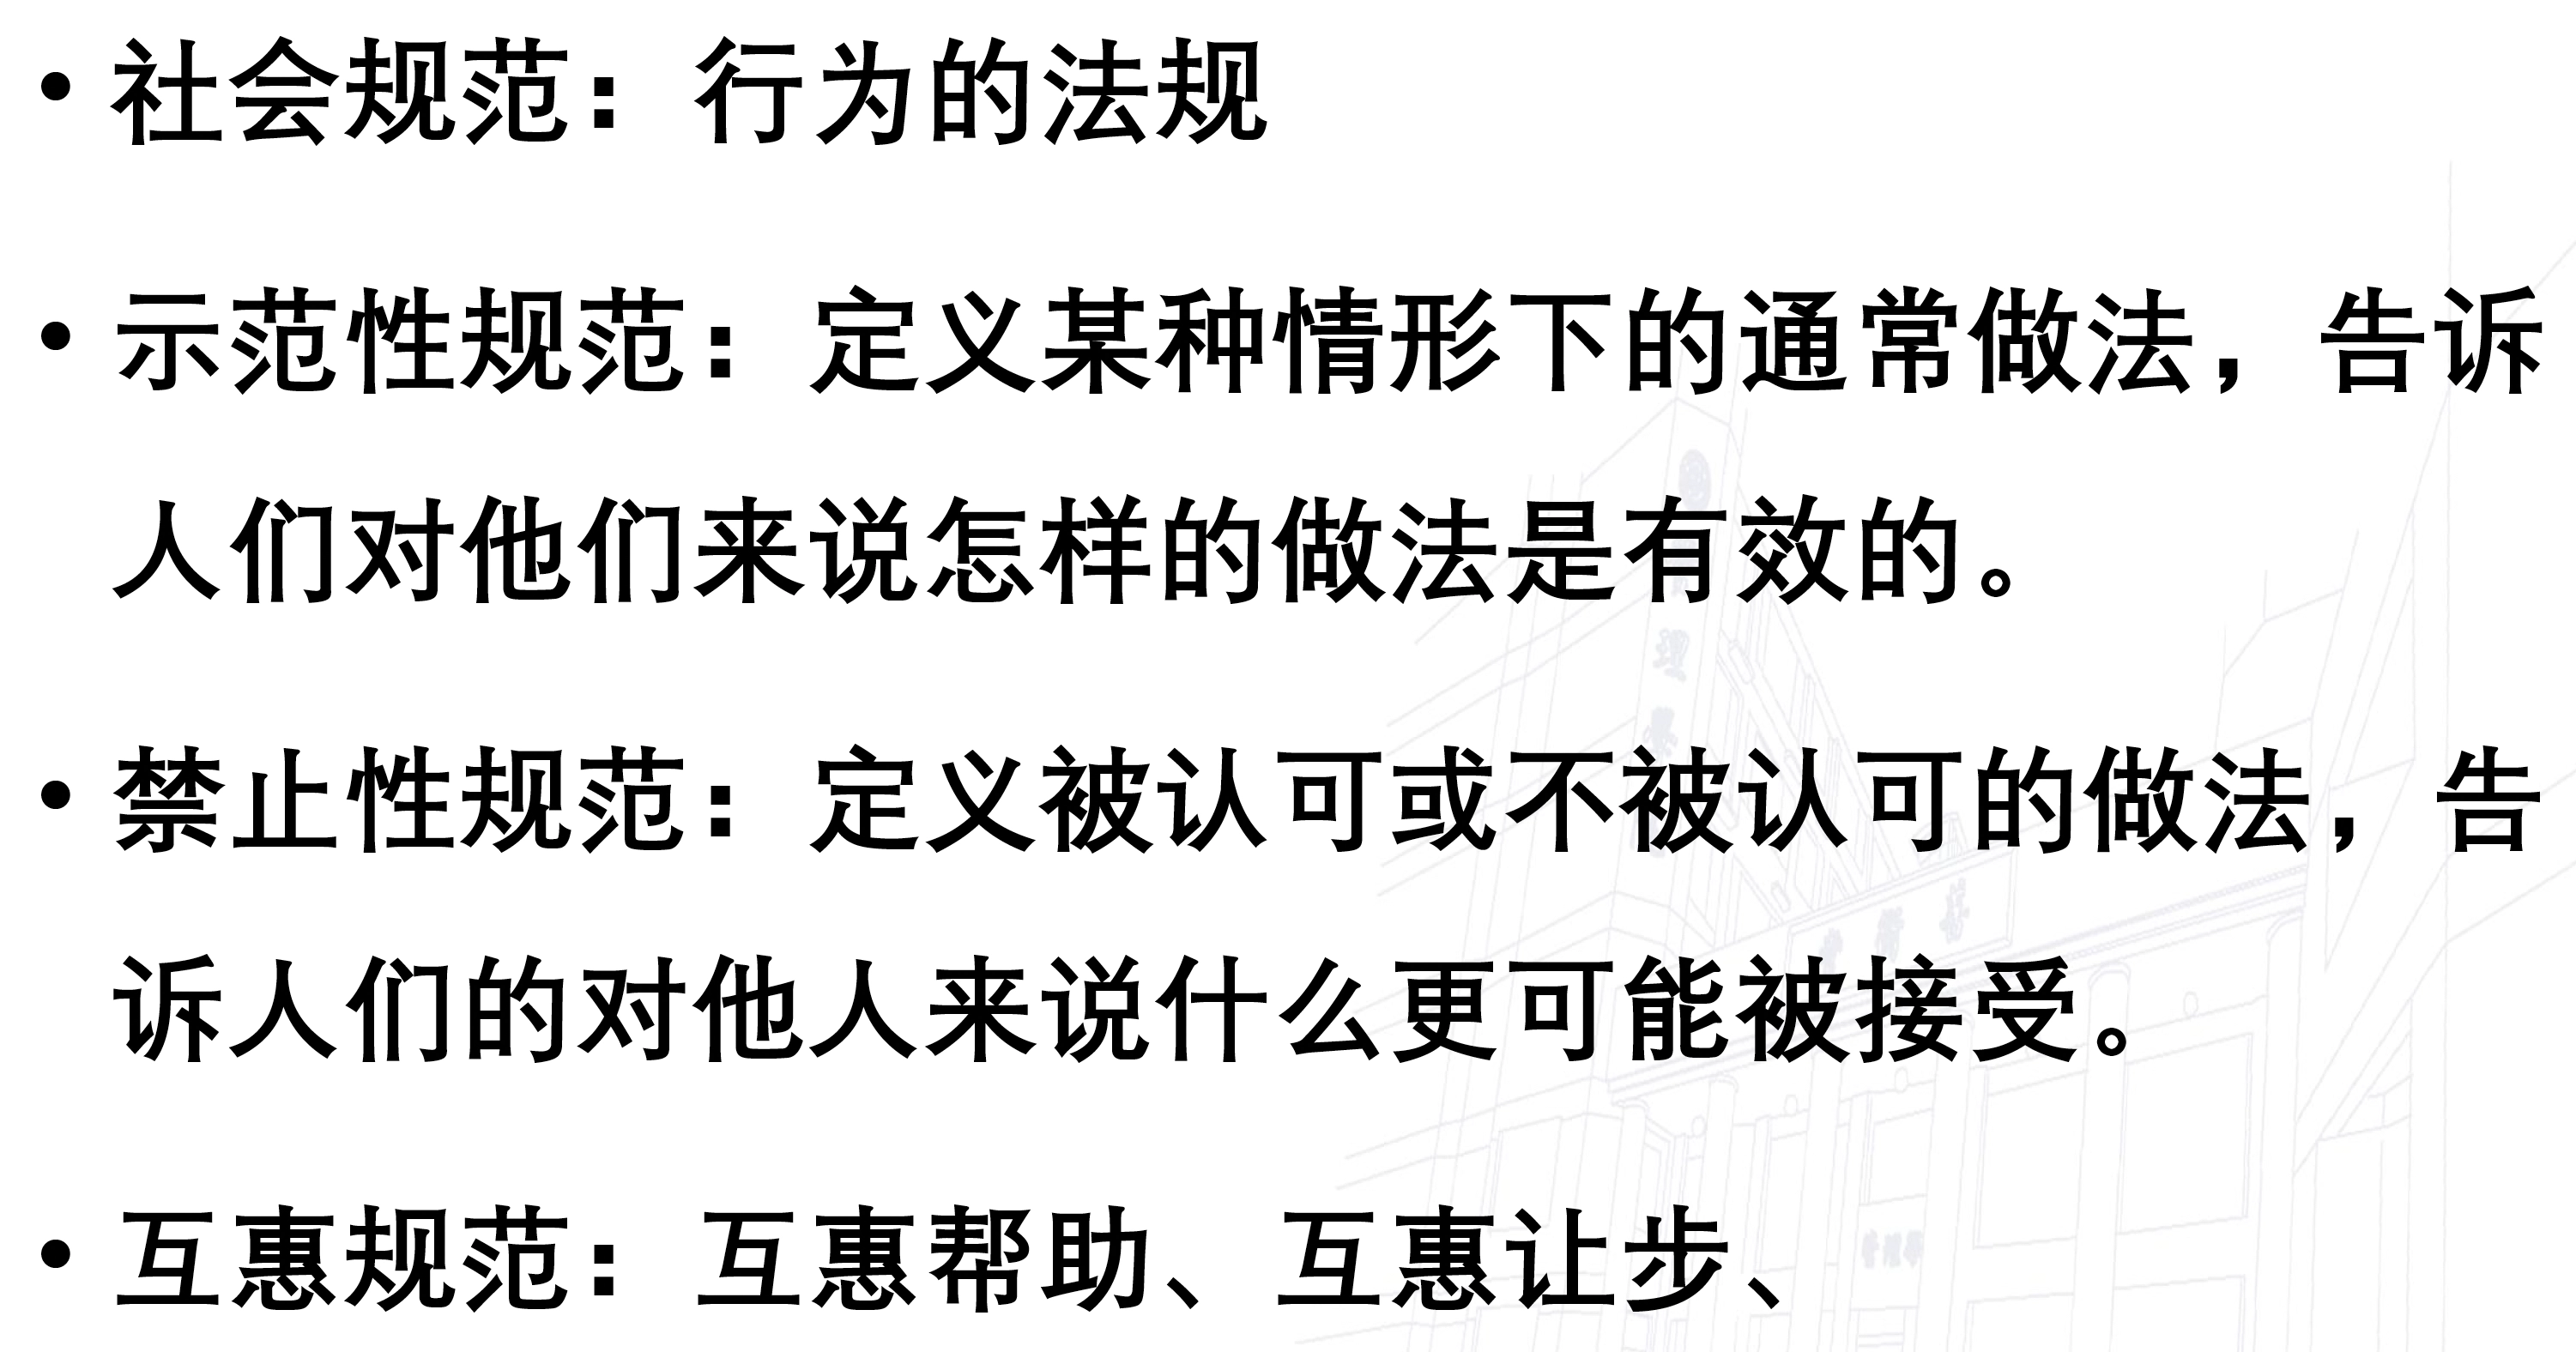 • 社会规范：行为的法规
• 示范性规范：定义某种情形下的通常做法，告诉
人们对他们来说怎样的做法是有效的。
• 禁止性规范：定义被认可或不被认可的做法，告
诉人们的对他人来说什么更可能被接受。
• 互惠规范：互惠帮助、互惠让步、